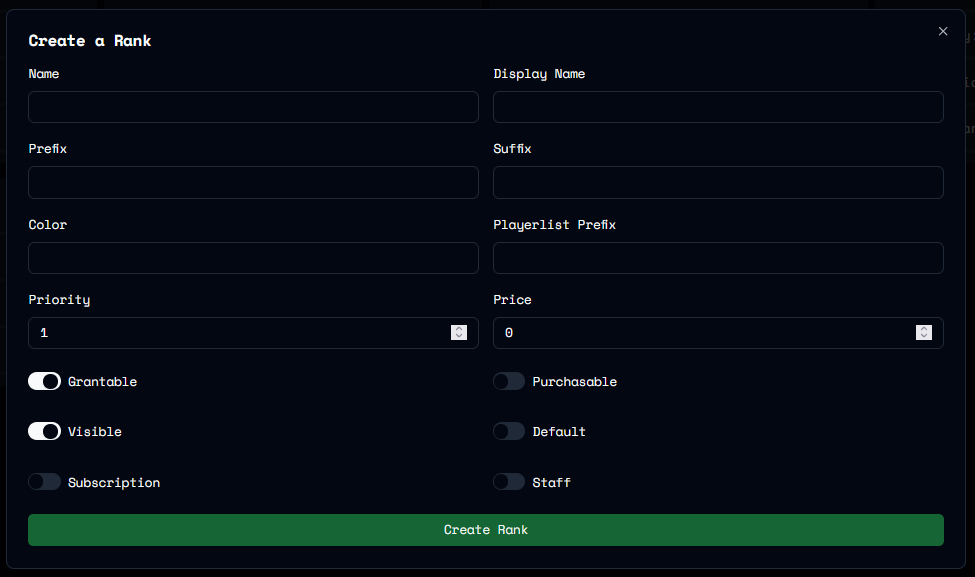 Create a Rank
Name
Display Name
Prefix
Suffix
Color
Playerlist Prefix
Priority
Price
1
0
Grantable
Purchasable
Visible
Default
Subscription
Staff
Create Rank